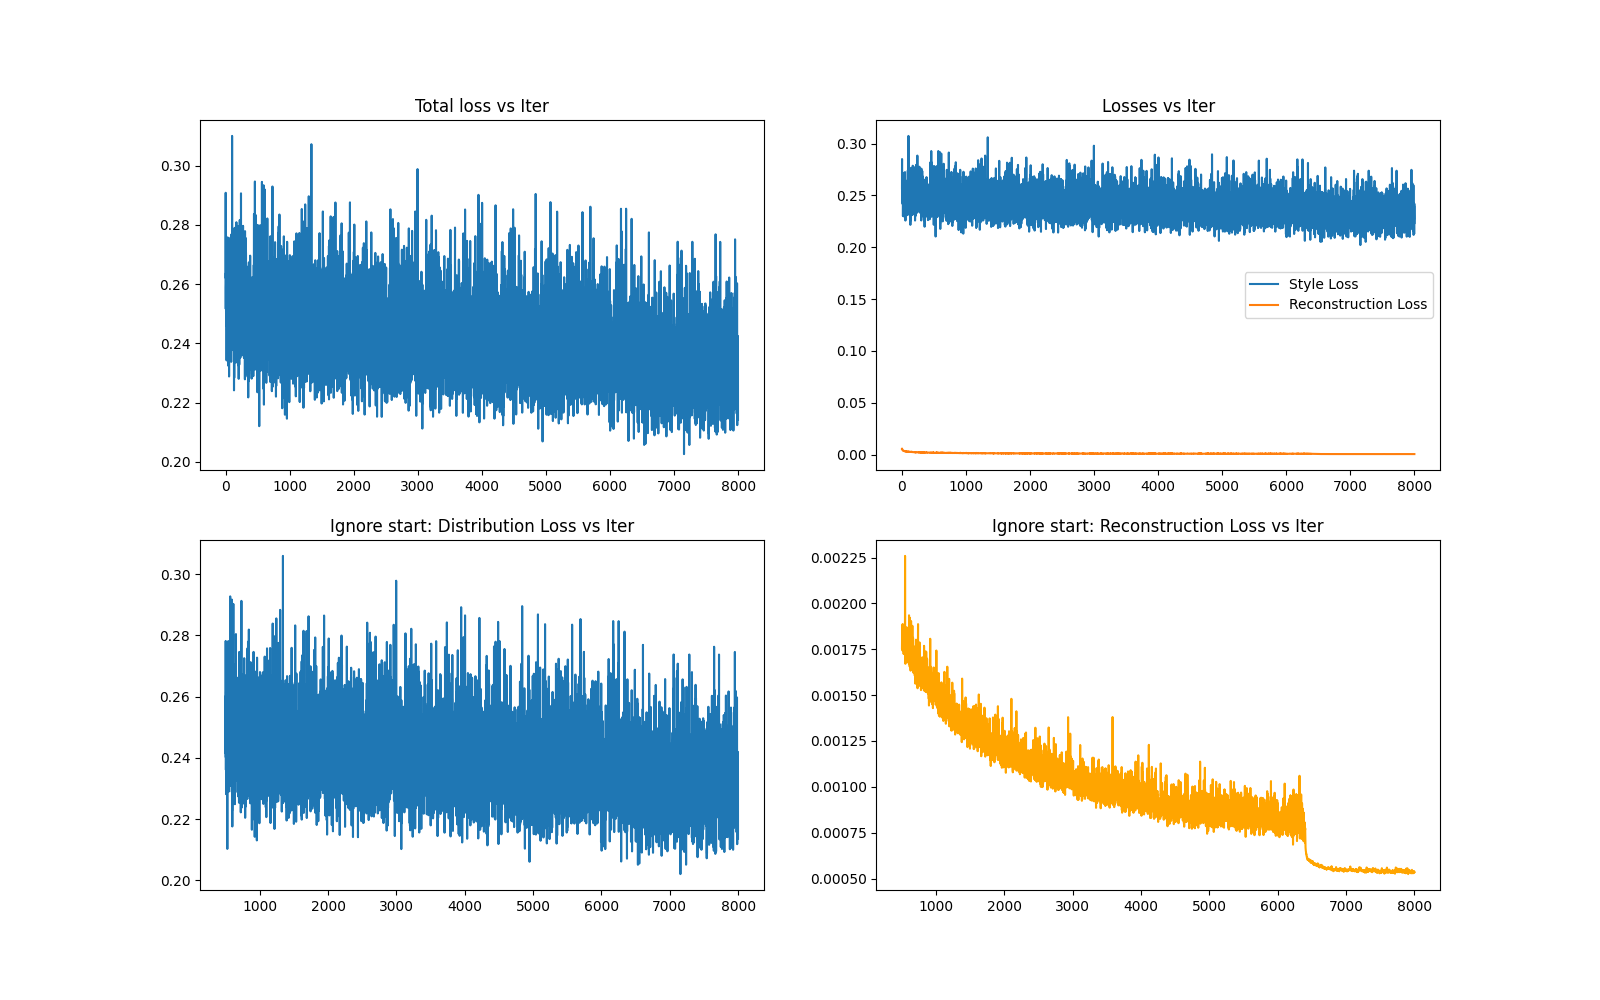 Total loss vs Iter
0.30
0.28
0.26
0.24
0.22
0.20
0 1000 2000 3000 4000 5000 6000 7000 8000
Losses vs Iter
0.30
0.25
0.20
0.15
0.10
0.05
0.00
Style Loss
Reconstruction Loss
0 1000 2000 3000 4000 5000 6000 7000 8000
Ignore start: Distribution Loss vs Iter
0.30
0.28
0.26
0.24
0.22
0.20
1000 2000 3000 4000 5000 6000 7000 8000
Ignore start: Reconstruction Loss vs Iter
0.00225
0.00200
0.00175
0.00150
0.00125
0.00100
0.00075
0.00050
1000 2000 3000 4000 5000 6000 7000 8000